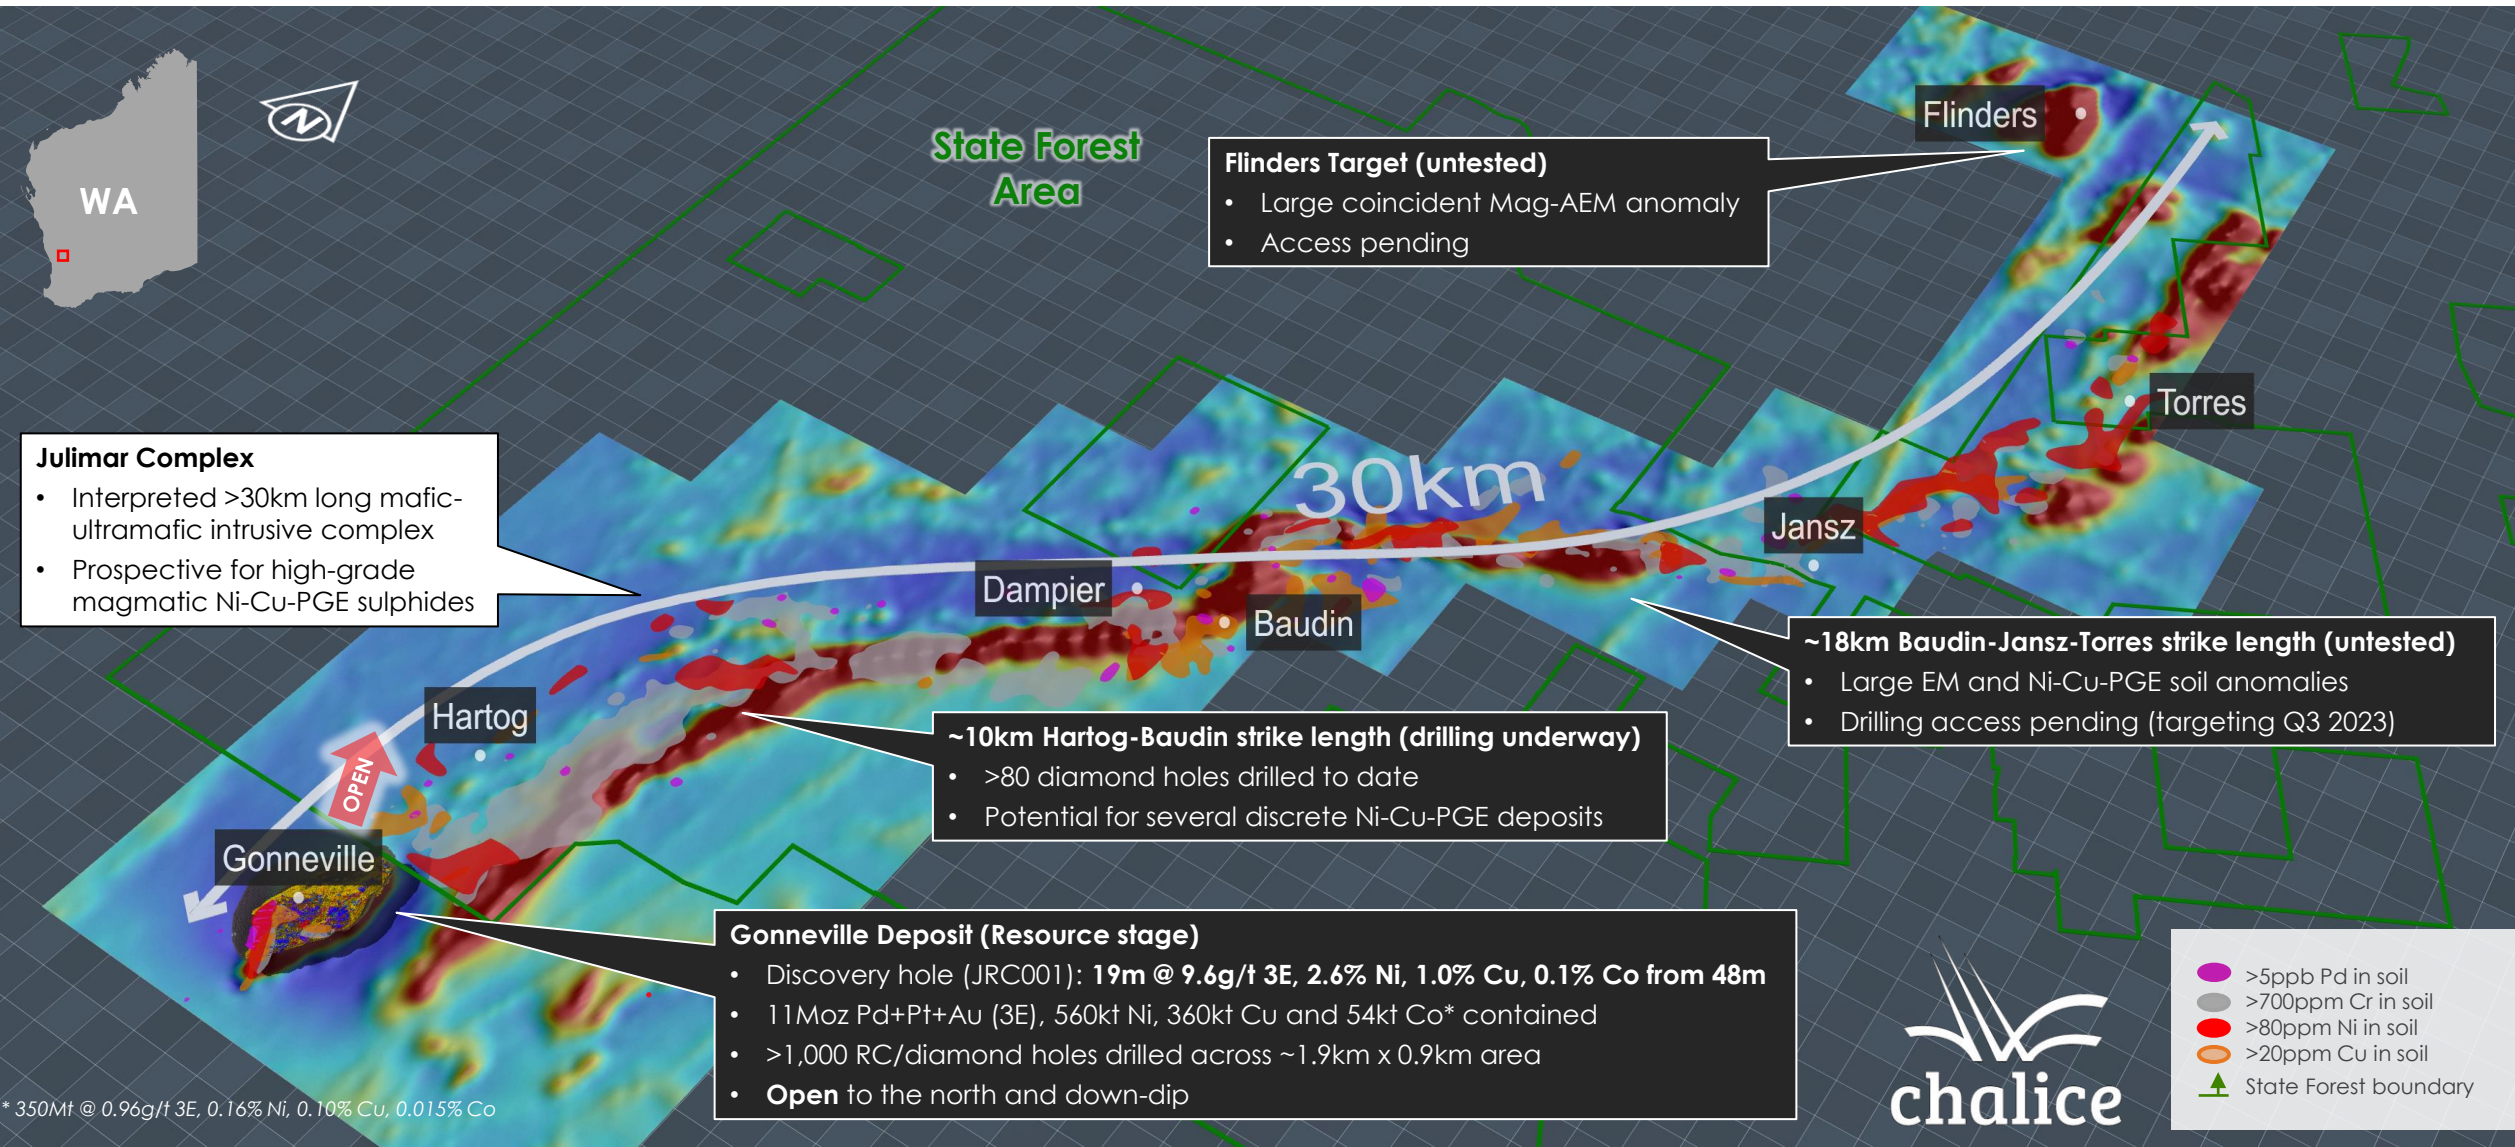 WA
N
State Forest
Area
Flinders
Flinders Target (untested)
• Large coincident Mag-AEM anomaly
• Access pending
Torres
30km
Julimar Complex
• Interpreted >30km long mafic-
ultramafic intrusive complex
• Prospective for high-grade
magmatic Ni-Cu-PGE sulphides
Jansz
Dampier
Baudin
~18km Baudin-Jansz-Torres strike length (untested)
• Large EM and Ni-Cu-PGE soil anomalies
• Drilling access pending (targeting Q3 2023)
Hartog
~10km Hartog-Baudin strike length (drilling underway)
• >80 diamond holes drilled to date
• Potential for several discrete Ni-Cu-PGE deposits
OPEN
Gonneville
Gonneville Deposit (Resource stage)
• Discovery hole (JRC001): 19m @ 9.6g/t 3E, 2.6% Ni, 1.0% Cu, 0.1% Co from 48m
• 11Moz Pd+Pt+Au (3E), 560kt Ni, 360kt Cu and 54kt Co* contained
• >1,000 RC/diamond holes drilled across ~1.9km x 0.9km area
• Open to the north and down-dip
* 350Mt @ 0.96g/t 3E, 0.16% Ni, 0.10% Cu, 0.015% Co
chalice
>5ppb Pd in soil
>700ppm Cr in soil
>80ppm Ni in soil
>20ppm Cu in soil
State Forest boundary